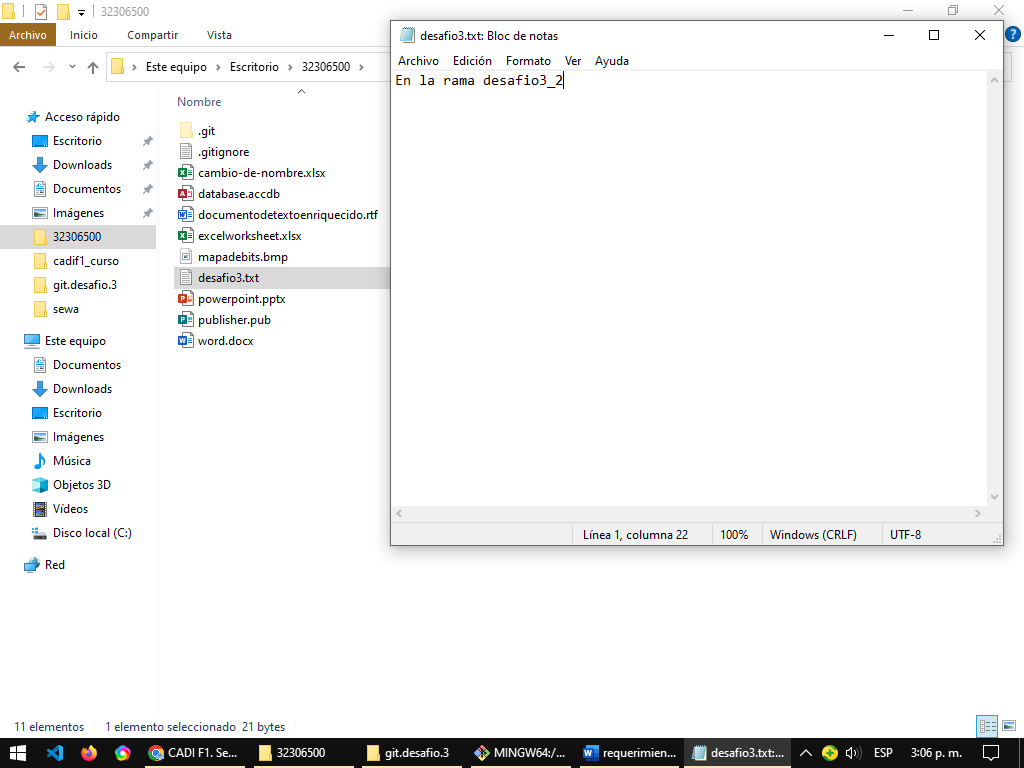 32306500
Archivo
Inicio
Compartir
Vista
Este equipo
Escritorio
32306500
Nombre
Acceso rápido
Escritorio
Downloads
Documentos
Imágenes
32306500
cadif1_curso
git.desafio.3
sewa
Este equipo
Documentos
Downloads
Escritorio
Imágenes
Música
Objetos 3D
Vídeos
Disco local (C:)
Red
.git
.gitignore
cambio-de-nombre.xlsx
database.accdb
documentodetextoenriquecido.rtf
excelworksheet.xlsx
mapadebits.bmp
desafio3.txt
powerpoint.pptx
publisher.pub
word.docx
desafio3.txt: Bloc de notas
Archivo Edición Formato Ver Ayuda
En la rama desafio3_2
Línea 1, columna 22 100% Windows (CRLF) UTF-8
11 elementos 1 elemento seleccionado 21 bytes
CADI F1. Se... 32306500 git.desafio.3 MINGW64:/... requerimien... desafio3.txt:... ESP 3:06 p. m.